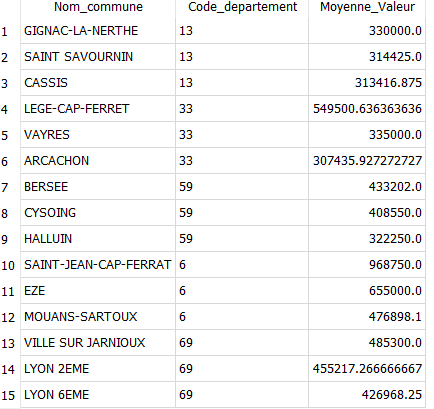 Nom_commune Code_departement Moyenne_Valeur
1 GIGNAC-LA-NERTHE 13 330000.0
2 SAINT SAVOURNIN 13 314425.0
3 CASSIS 13 313416.875
4 LEGE-CAP-FERRET 33 549500.636363636
5 VAYRES 33 335000.0
6 ARCACHON 33 307435.927272727
7 BERSEE 59 433202.0
8 CYSOING 59 408550.0
9 HALLUIN 59 322250.0
10 SAINT-JEAN-CAP-FERRAT 6 968750.0
11 EZE 6 655000.0
12 MOUANS-SARTOUX 6 476898.1
13 VILLE SUR JARNIOUX 69 485300.0
14 LYON 2EME 69 455217.266666667
15 LYON 6EME 69 426968.25